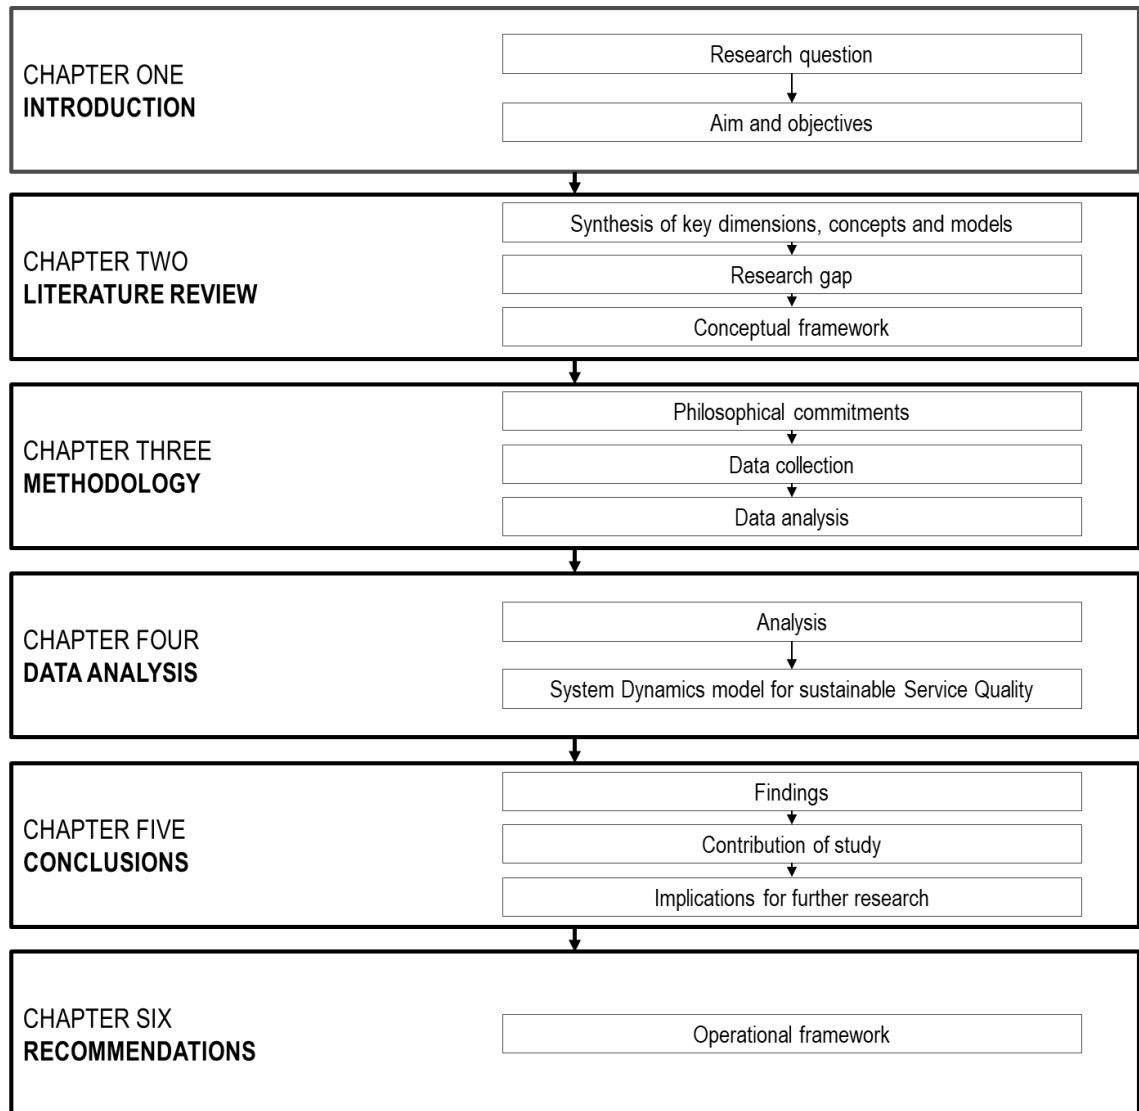 CHAPTER ONE
INTRODUCTION
Research question
Aim and objectives
CHAPTER TWO
LITERATURE REVIEW
Synthesis of key dimensions, concepts and models
Research gap
Conceptual framework
CHAPTER THREE
METHODOLOGY
Philosophical commitments
Data collection
Data analysis
CHAPTER FOUR
DATA ANALYSIS
Analysis
System Dynamics model for sustainable Service Quality
CHAPTER FIVE
CONCLUSIONS
Findings
Contribution of study
Implications for further research
CHAPTER SIX
RECOMMENDATIONS
Operational framework